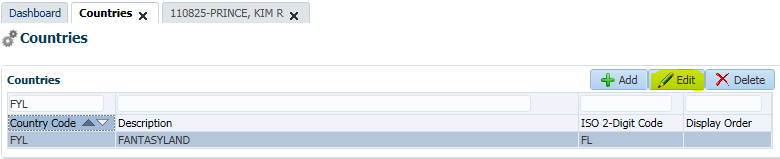 Dashboard Countries 110825-PRINCE, KIM R
Countries
Countries Add Edit Delete
FYL
Country Code Description ISO 2-Digit Code Display Order
FYL FANTASYLAND FL